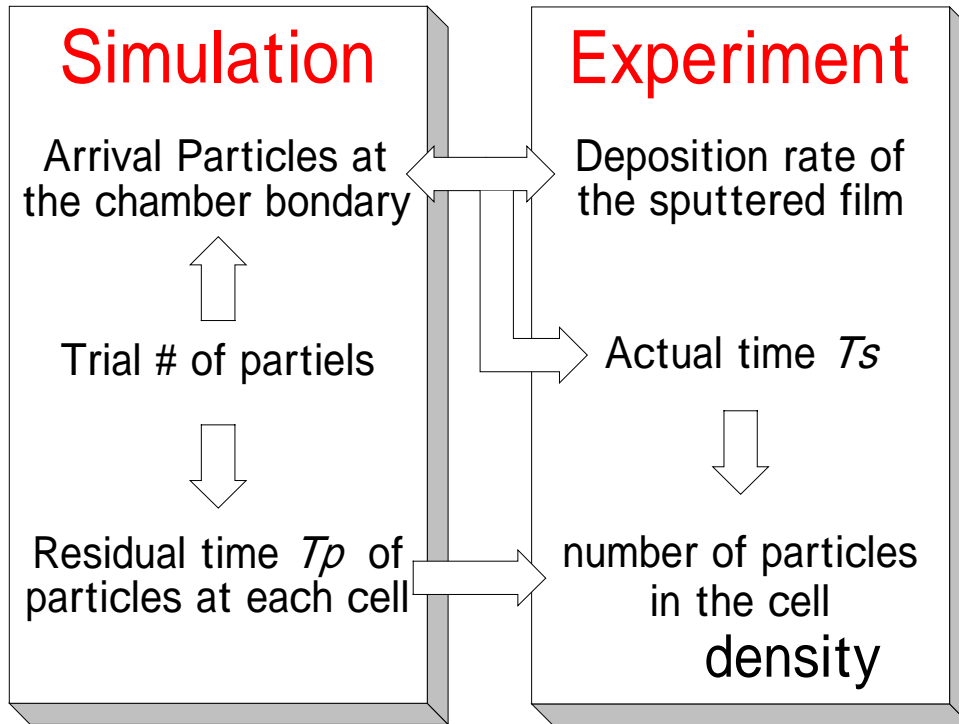 Simulation
Arrival Particles at
the chamber bondary
Trial # of partiels
Residual time Tp of
particles at each cell
Experiment
Deposition rate of
the sputtered film
Actual time Ts
number of particles
in the cell
density